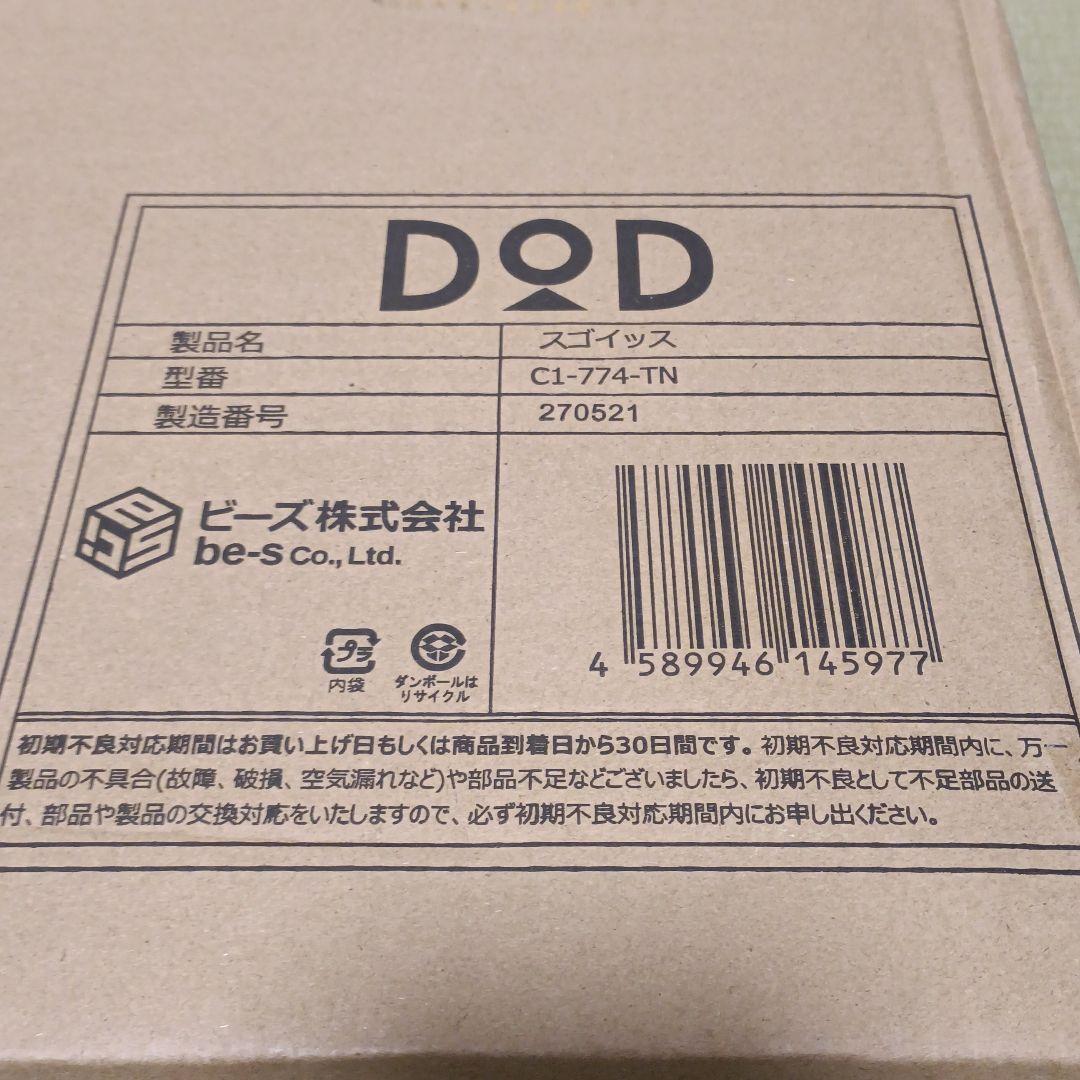 DOD
製品名 スゴイッス
型番 C1-774-TN
製造番号 270521
ビーズ株式会社
be-s Co., Ltd.
プラ
内袋
ダンボールは
リサイクル
4 589946 145977
初期不良対応期間はお買い上げ日もしくは商品到着日から30日間です。初期不良対応期間内に、万一
製品の不具合(故障、破損、空気漏れなど)や部品不足などございましたら、初期不良として不足部品の送
付、部品や製品の交換対応をいたしますので、必ず初期不良対応期間内にお申し出ください。